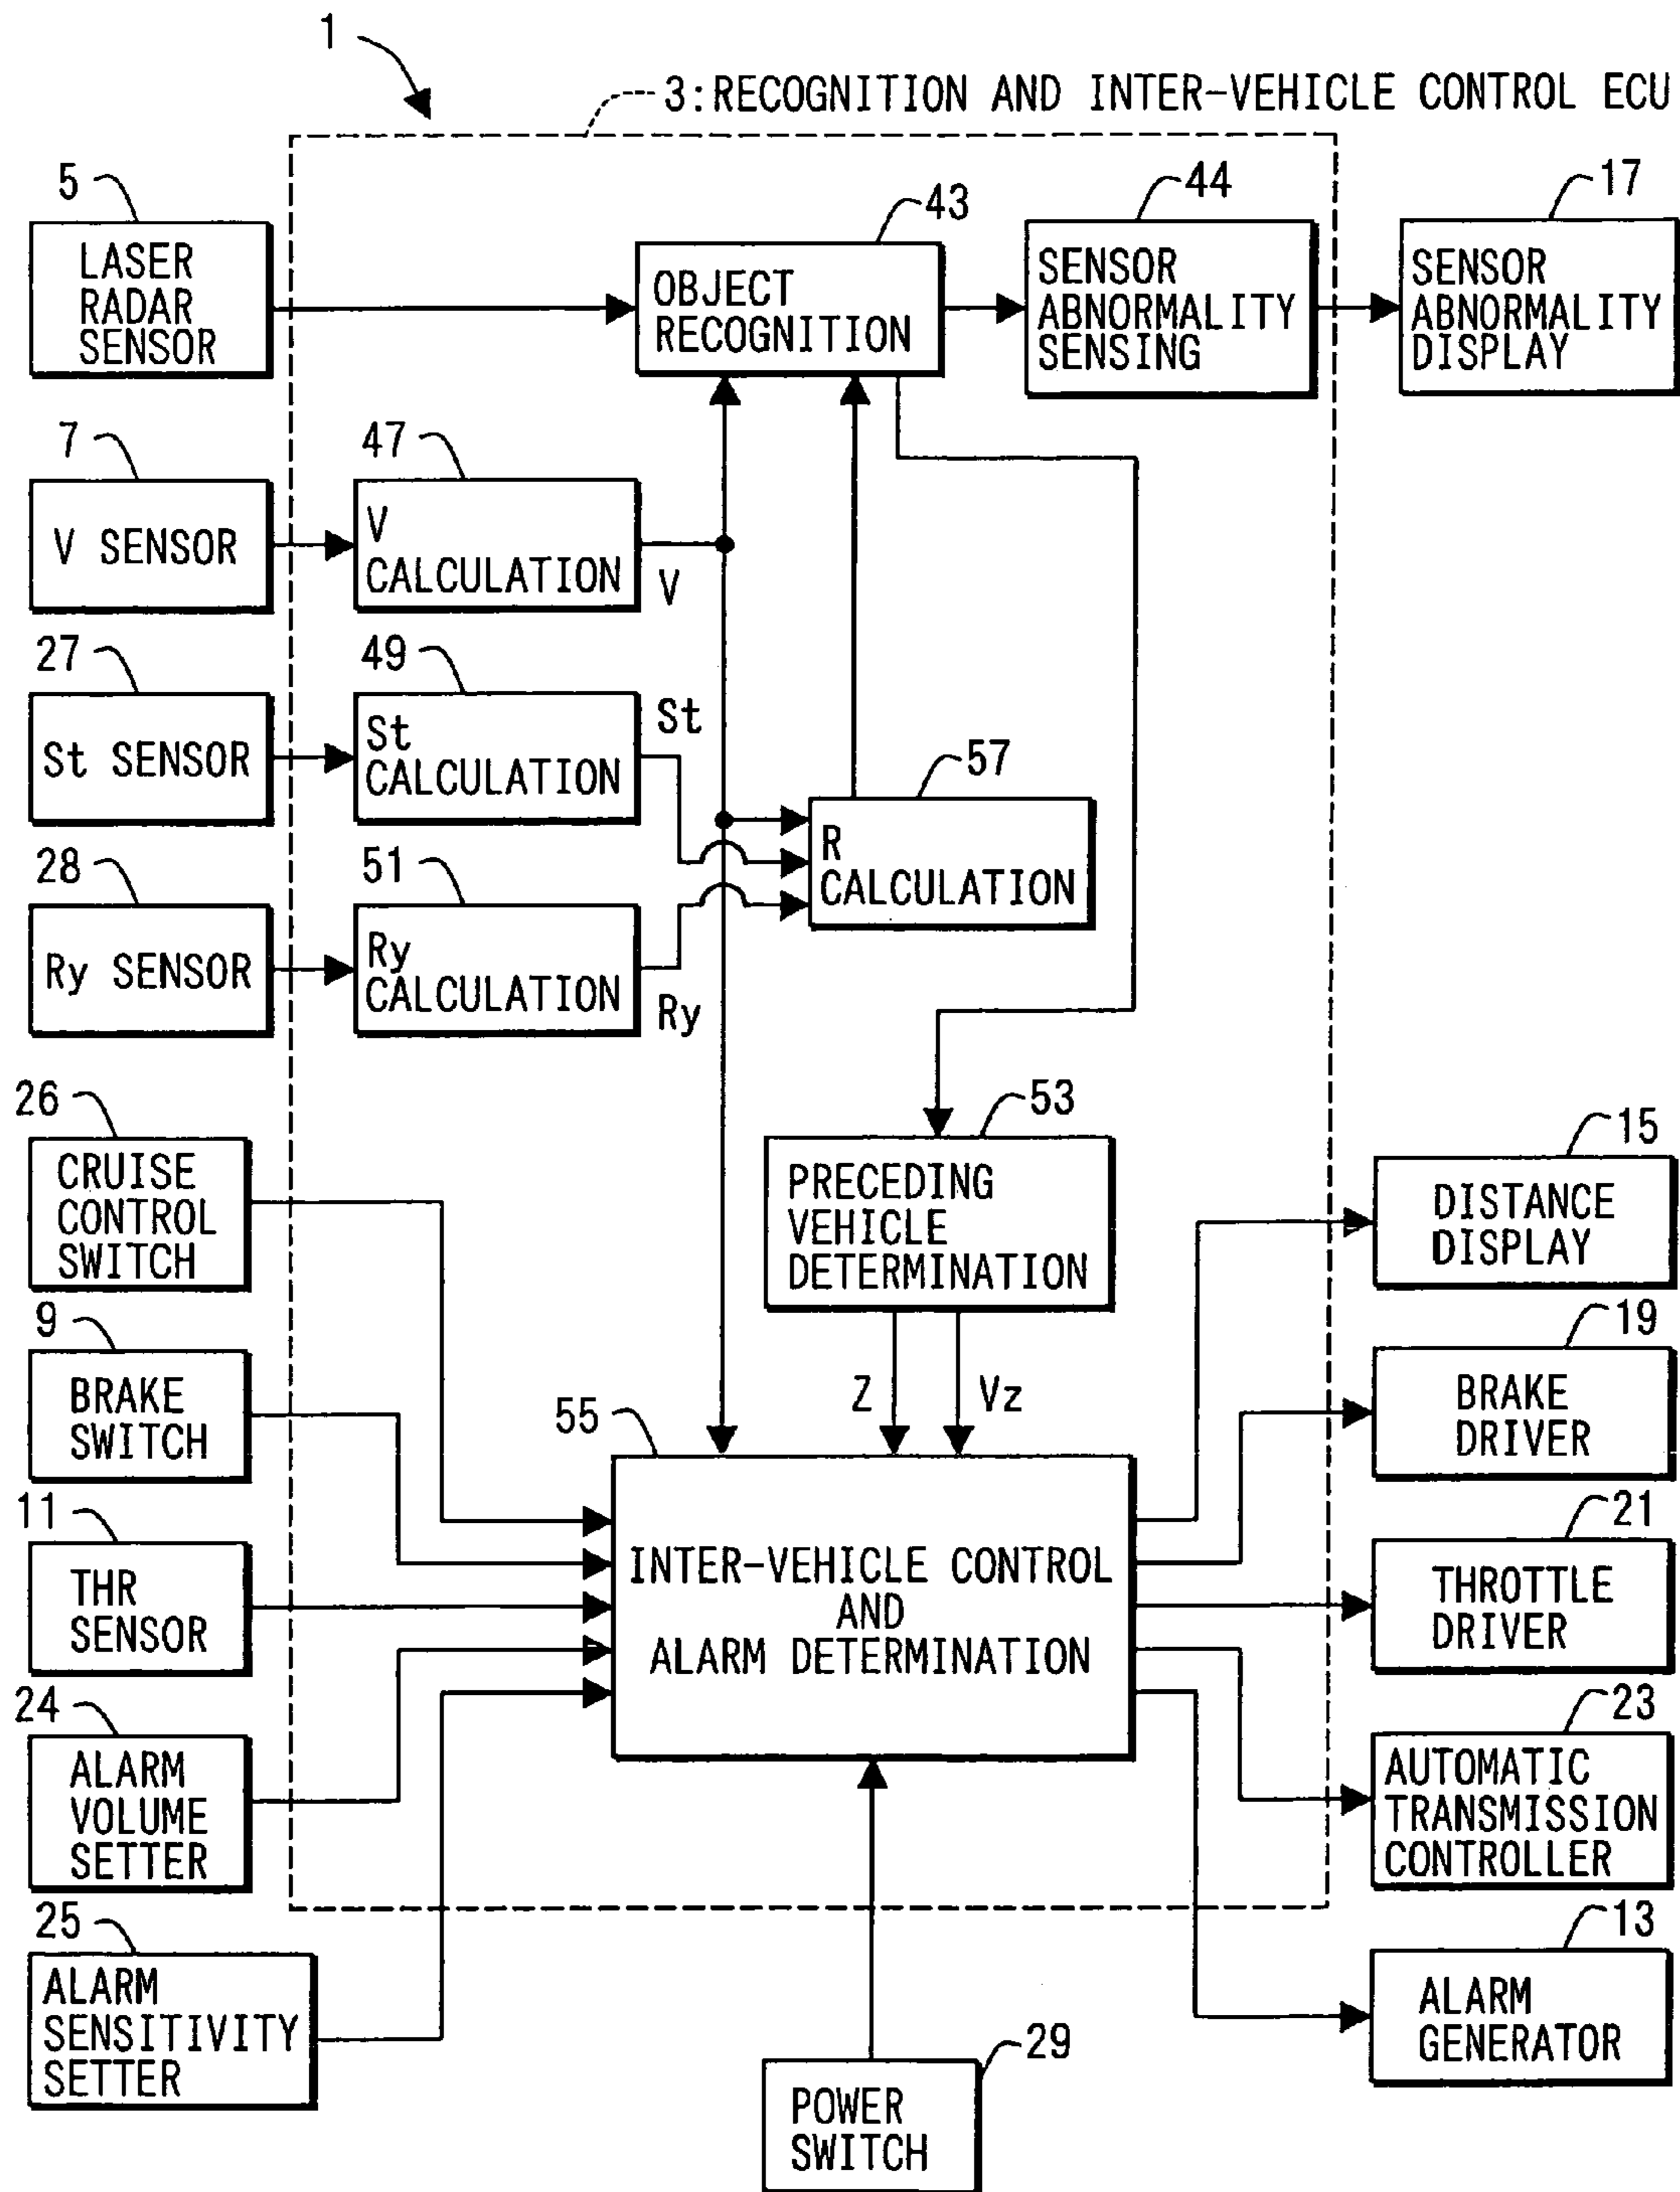 1
3:RECOGNITION AND INTER-VEHICLE CONTROL ECU
5
LASER
RADAR
SENSOR
43
OBJECT
RECOGNITION
44
SENSOR
ABNORMALITY
SENSING
17
SENSOR
ABNORMALITY
DISPLAY
7
V SENSOR
47
V
CALCULATION
V
27
St SENSOR
49
St
CALCULATION
St
57
R
CALCULATION
28
Ry SENSOR
51
Ry
CALCULATION
Ry
26
CRUISE
CONTROL
SWITCH
53
PRECEDING
VEHICLE
DETERMINATION
15
DISTANCE
DISPLAY
9
BRAKE
SWITCH
Z
Vz
19
BRAKE
DRIVER
55
INTER-VEHICLE CONTROL
AND
ALARM DETERMINATION
11
THR
SENSOR
21
THROTTLE
DRIVER
24
ALARM
VOLUME
SETTER
23
AUTOMATIC
TRANSMISSION
CONTROLLER
25
ALARM
SENSITIVITY
SETTER
13
ALARM
GENERATOR
29
POWER
SWITCH